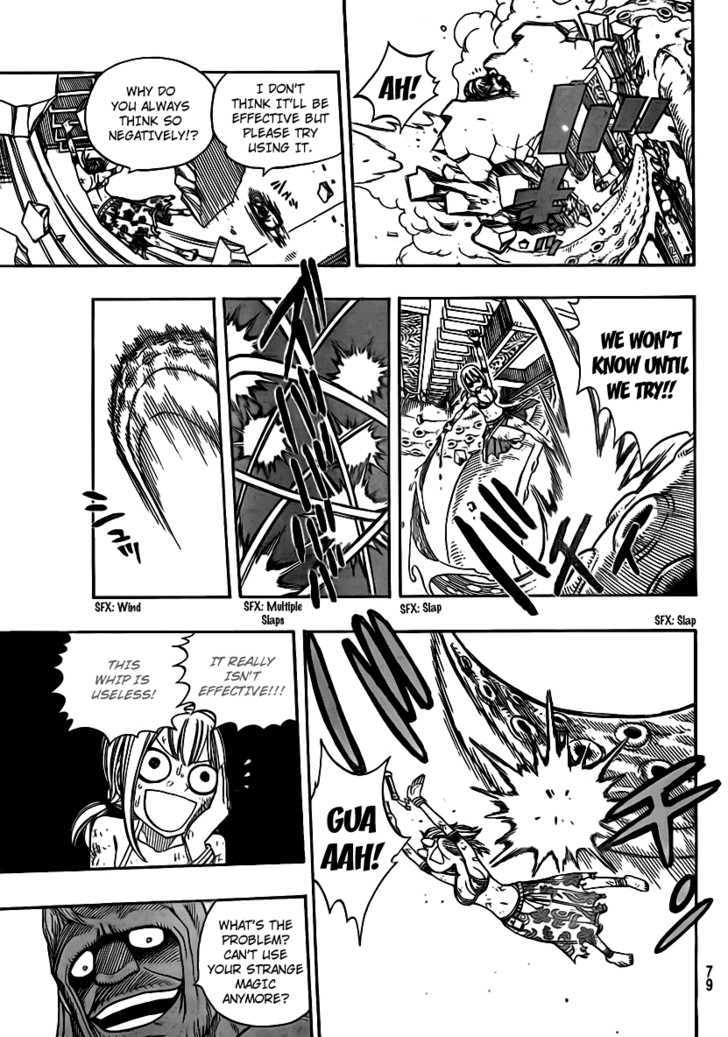 AH!
I DON'T
THINK IT'LL BE
EFFECTIVE BUT
PLEASE TRY
USING IT.
WHY DO
YOU ALWAYS
THINK SO
NEGATIVELY!?
WE WON'T
KNOW UNTIL
WE TRY!!
SFX: Slap
SFX: Slap
SFX: Multiple
Slaps
SFX: Wind
GUA
AAH!
IT REALLY
ISN'T
EFFECTIVE!!!
THIS
WHIP IS
USELESS!
WHAT'S THE
PROBLEM?
CAN'T USE
YOUR STRANGE
MAGIC
ANYMORE?
79